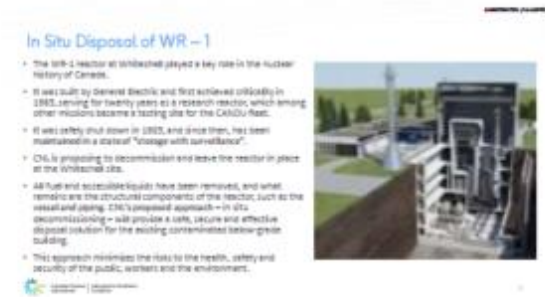 In Situ Disposal of WR – 1
• The WR-1 reactor at Whiteshell played a key role in the nuclear
history of Canada.
• It was built by General Electric and first achieved criticality in
1965, serving for twenty years as a research reactor, which among
other missions became a testing site for the CANDU fleet.
• It was safely shut down in 1985, and since then, has been
maintained in a state of "storage with surveillance".
• CNL is proposing to decommission and leave the reactor in place
at the Whiteshell site.
• All fuel and accessible liquids have been removed, and what
remains are the structural components of the reactor, such as the
vessel and piping. CNL's proposed approach – in situ
decommissioning – will provide a safe, secure and effective
disposal solution for the existing contaminated below-grade
building.
• This approach minimizes the risks to the health, safety and
security of the public, workers and the environment.